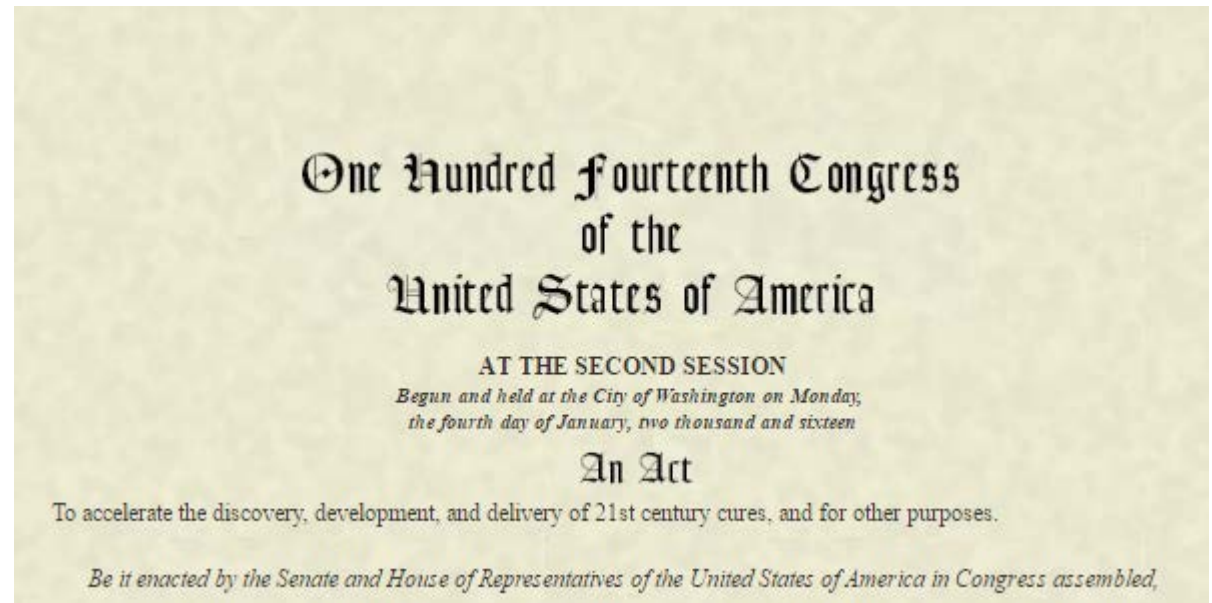 One Hundred Fourteenth Congress
of the
United States of America
AT THE SECOND SESSION
Begun and held at the City of Washington on Monday,
the fourth day of January, two thousand and sixteen
An Act
To accelerate the discovery, development, and delivery of 21st century cures, and for other purposes.
Be it enacted by the Senate and House of Representatives of the United States of America in Congress assembled,